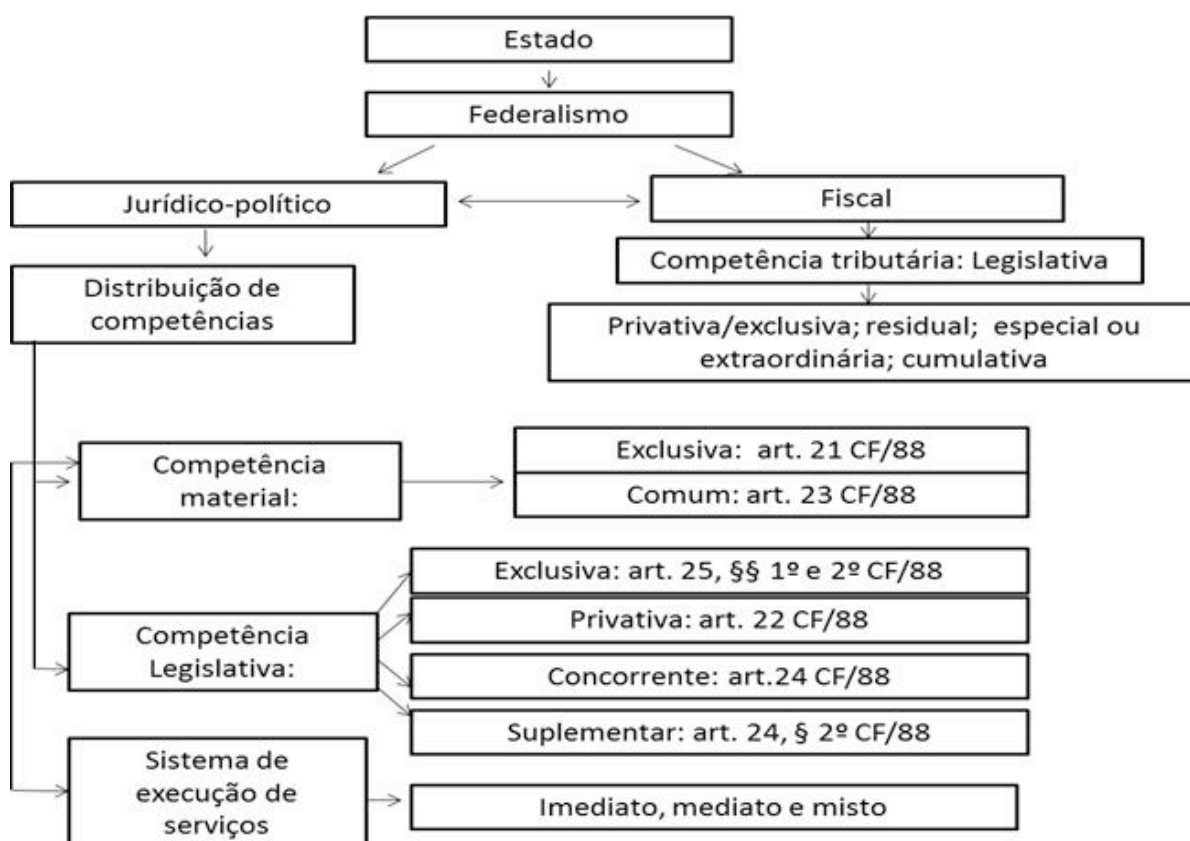 Estado
Federalismo
Jurídico-político
Fiscal
Competência tributária: Legislativa
Distribuição de
competências
Privativa/exclusiva; residual; especial ou
extraordinária; cumulativa
Competência
material:
Exclusiva: art. 21 CF/88
Comum: art. 23 CF/88
Exclusiva: art. 25, §§ 1º e 2º CF/88
Privativa: art. 22 CF/88
Competência
Legislativa:
Concorrente: art.24 CF/88
Suplementar: art. 24, § 2º CF/88
Sistema de
execução de
serviços
Imediato, mediato e misto